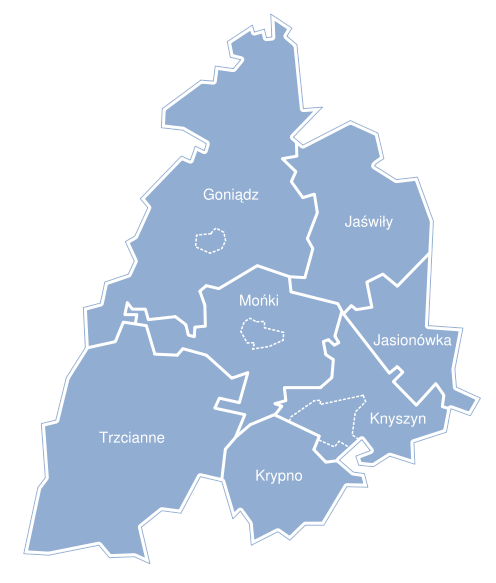 Goniądz
Jaświły
Mońki
Jasionówka
Knyszyn
Trzcianne
Krypno